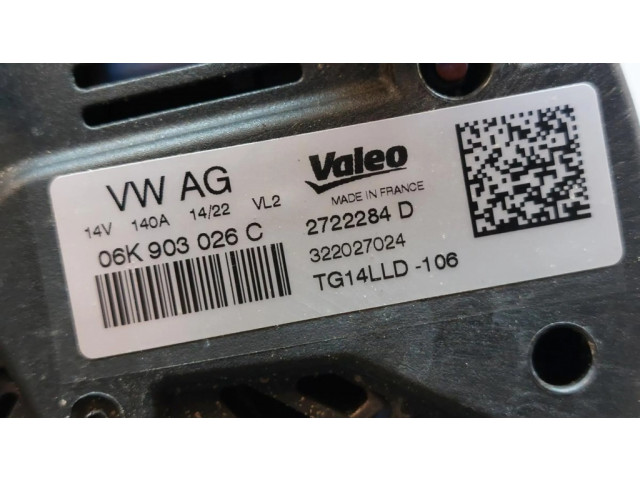 VW AG
14V 140A 14/22 VL2
06K 903 026 C
Valeo
MADE IN FRANCE
2722284 D
322027024
TG14LLD -106